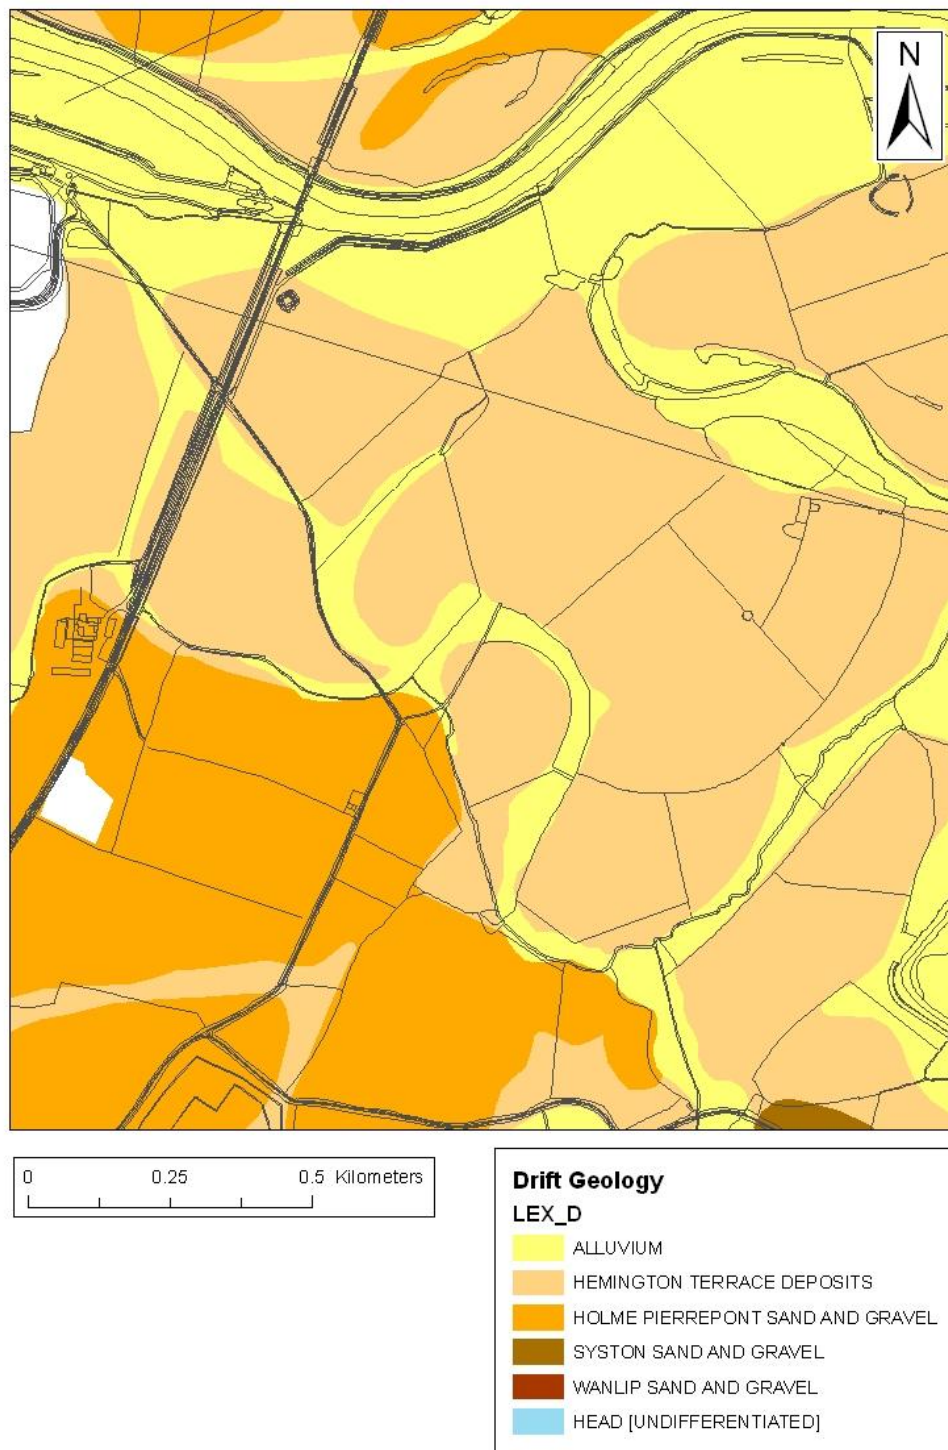 N
0 0.25 0.5 Kilometers
Drift Geology
LEX_D
ALLUVIUM
HEMINGTON TERRACE DEPOSITS
HOLME PIERREPONT SAND AND GRAVEL
SYSTON SAND AND GRAVEL
WANLIP SAND AND GRAVEL
HEAD [UNDIFFERENTIATED]